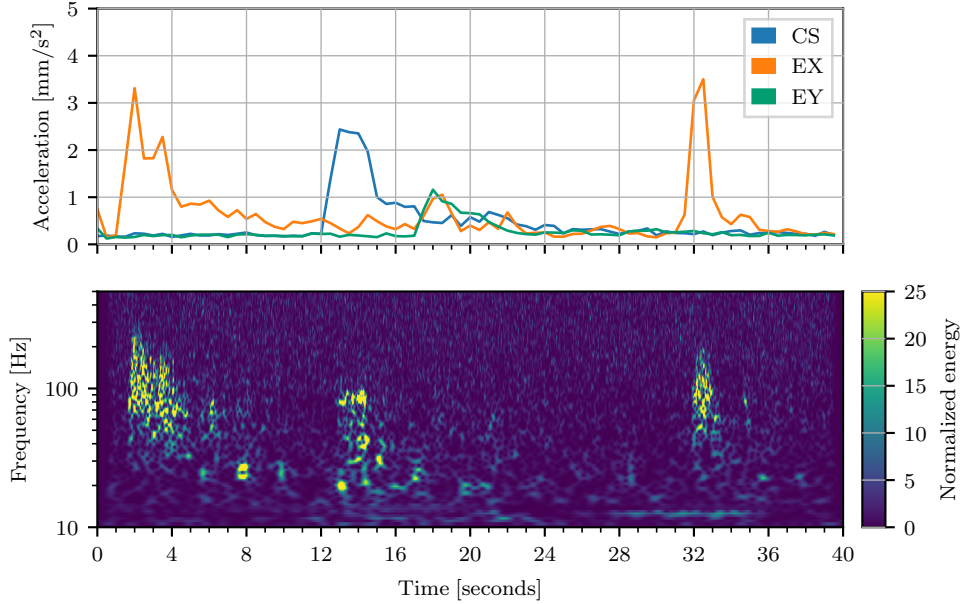 5
4
3
2
1
0
Acceleration [mm/s²]
CS
EX
EY
100
10
Frequency [Hz]
0 4 8 12 16 20 24 28 32 36 40
Time [seconds]
25
20
15
10
5
0
Normalized energy